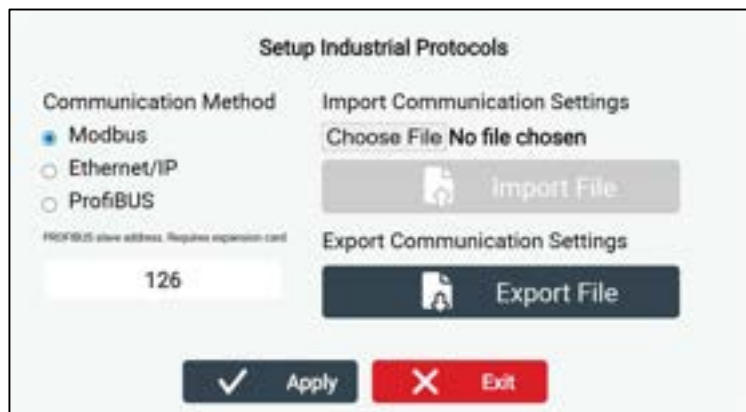 Setup Industrial Protocols
Communication Method
Modbus
Ethernet/IP
ProfiBUS
PROFIBUS slave address. Requires expansion card
126
Import Communication Settings
Choose File No file chosen
Import File
Export Communication Settings
Export File
Apply
Exit